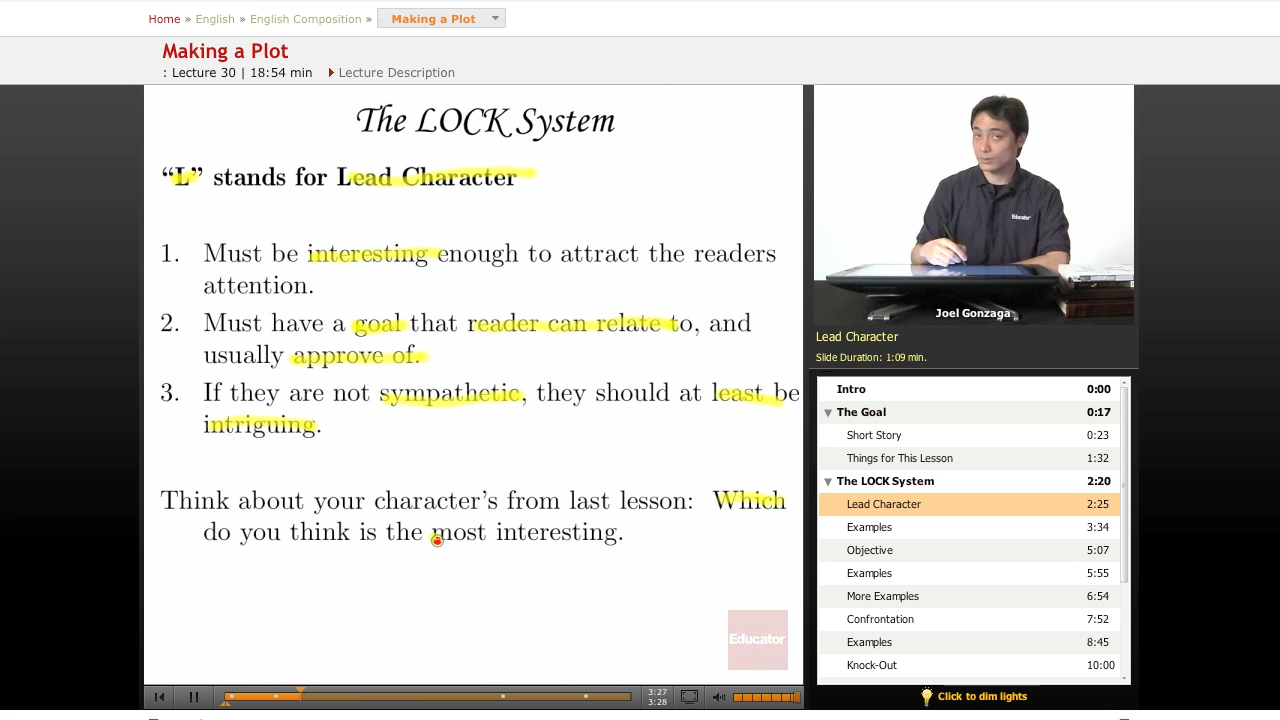 Home » English » English Composition » Making a Plot
Making a Plot
: Lecture 30 | 18:54 min Lecture Description
The LOCK System
“L” stands for Lead Character
1. Must be interesting enough to attract the readers
attention.
2. Must have a goal that reader can relate to, and
usually approve of.
3. If they are not sympathetic, they should at least be
intriguing.
Think about your character’s from last lesson: Which
do you think is the most interesting.
Educator
3:27
3:28
Educator
Joel Gonzaga
Lead Character
Slide Duration: 1:09 min.
Intro 0:00
The Goal 0:17
Short Story 0:23
Things for This Lesson 1:32
The LOCK System 2:20
Lead Character 2:25
Examples 3:34
Objective 5:07
Examples 5:55
More Examples 6:54
Confrontation 7:52
Examples 8:45
Knock-Out 10:00
Click to dim lights